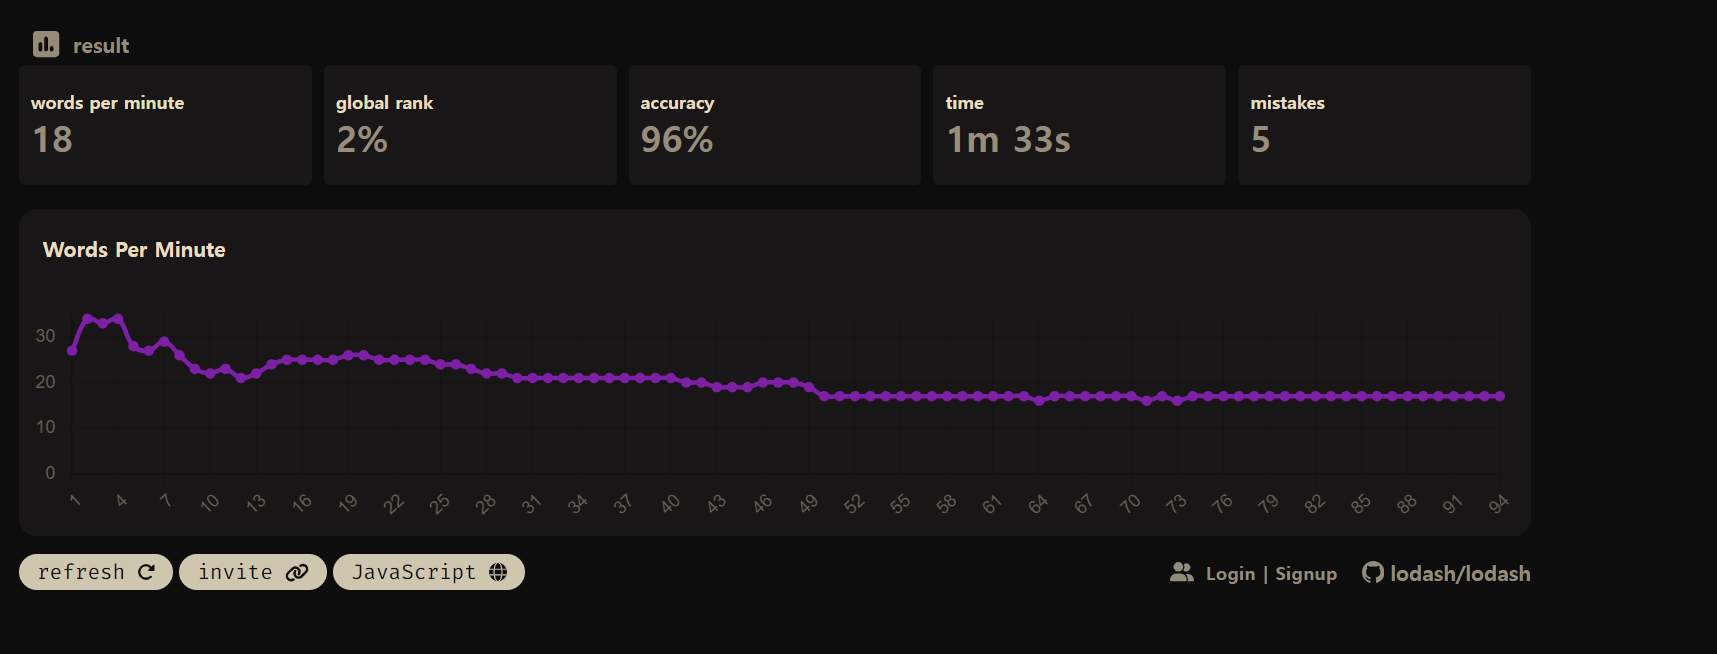 result
words per minute
18
global rank
2%
accuracy
96%
time
1m 33s
mistakes
5
Words Per Minute
30
20
10
0
1 4 7 10 13 16 19 22 25 28 31 34 37 40 43 46 49 52 55 58 61 64 67 70 73 76 79 82 85 88 91 94
refresh
invite
JavaScript
Login | Signup
lodash/lodash